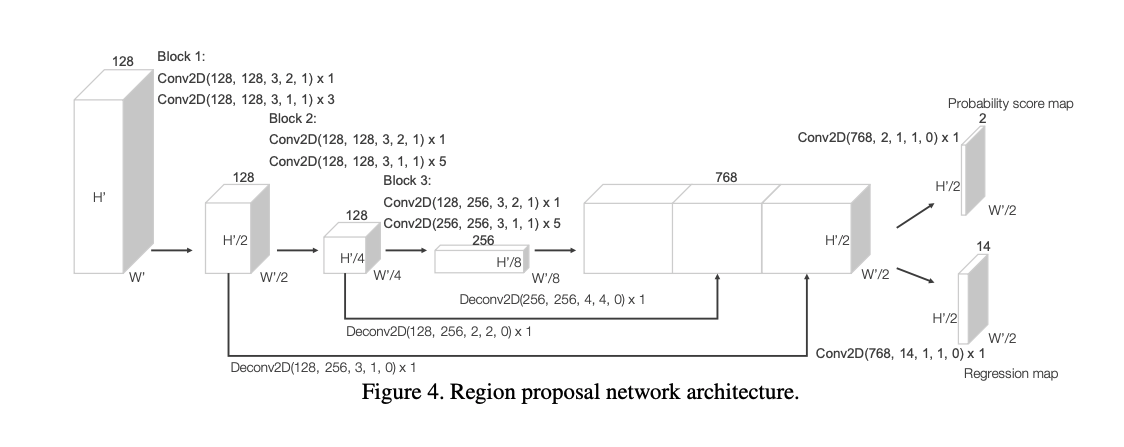 128
Block 1:
Conv2D(128, 128, 3, 2, 1) x 1
Conv2D(128, 128, 3, 1, 1) x 3
H'
W'
Block 2:
Conv2D(128, 128, 3, 2, 1) x 1
Conv2D(128, 128, 3, 1, 1) x 5
128
H'/2
W'/2
Block 3:
Conv2D(128, 256, 3, 2, 1) x 1
Conv2D(256, 256, 3, 1, 1) x 5
128
H'/4
W'/4
256
H'/8
W'/8
768
H'/2
W'/2
Deconv2D(256, 256, 4, 4, 0) x 1
Deconv2D(128, 256, 2, 2, 0) x 1
Deconv2D(128, 256, 3, 1, 0) x 1
Probability score map
2
Conv2D(768, 2, 1, 1, 0) x 1
H'/2
W'/2
14
H'/2
W'/2
Conv2D(768, 14, 1, 1, 0) x 1
Regression map
Figure 4. Region proposal network architecture.